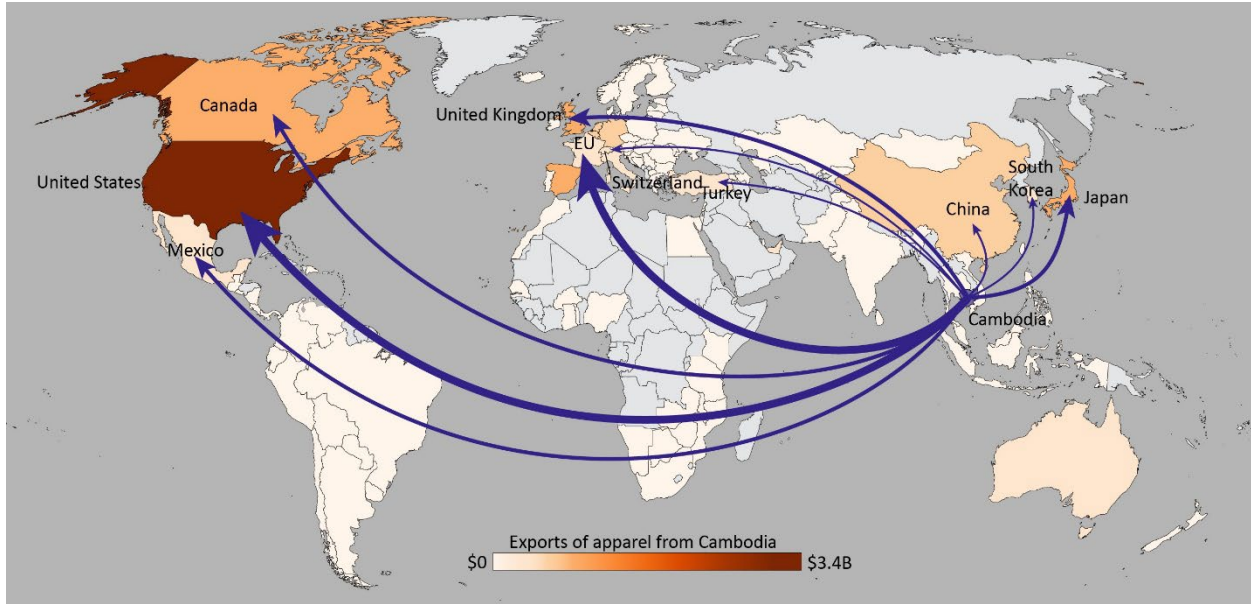 Canada
United Kingdom
EU
South
Korea
United States
Switzerland
Turkey
China
Japan
Mexico
Cambodia
Exports of apparel from Cambodia
$0
$3.4B